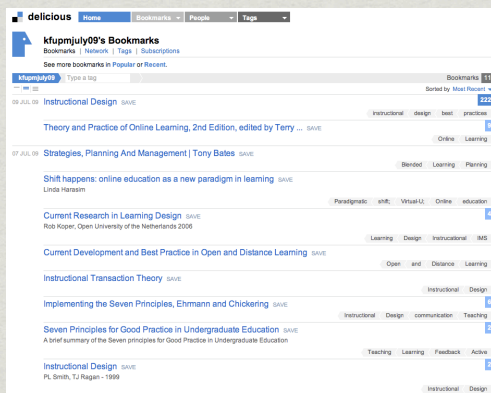 delicious Home Bookmarks People Tags
kfupmjuly09's Bookmarks
Bookmarks | Network | Tags | Subscriptions
See more bookmarks in Popular or Recent.
kfupmjuly09 Type a tag Bookmarks 11
Sorted by Most Recent
09 JUL 09 Instructional Design SAVE 222
instructional design best practices
Theory and Practice of Online Learning, 2nd Edition, edited by Terry ... SAVE
Online Learning
07 JUL 09 Strategies, Planning And Management | Tony Bates SAVE
Blended Learning Planning
Shift happens: online education as a new paradigm in learning SAVE
Linda Harasim
Paradigmatic shift; Virtual-U; Online education
Current Research in Learning Design SAVE 4
Rob Koper, Open University of the Netherlands 2006
Learning Design Instrucational IMS
Current Development and Best Practice in Open and Distance Learning SAVE
Open and Distance Learning
Instructional Transaction Theory SAVE
Instructional Design
Implementing the Seven Principles, Ehrmann and Chickering SAVE
Instructional Design communication Teaching
Seven Principles for Good Practice in Undergraduate Education SAVE
A brief summary of the Seven principles for Good Practice in Undergraduate Education
Teaching Learning Feedback Active
Instructional Design SAVE
PL Smith, TJ Ragan - 1999
Instructional Design